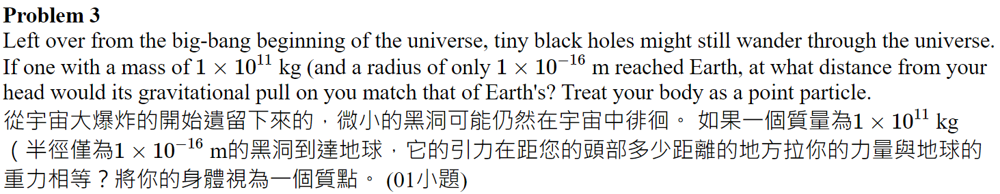 Problem 3
Left over from the big-bang beginning of the universe, tiny black holes might still wander through the universe.
If one with a mass of 1 × 10¹¹ kg (and a radius of only 1 × 10⁻¹⁶ m reached Earth, at what distance from your
head would its gravitational pull on you match that of Earth's? Treat your body as a point particle.
從宇宙大爆炸的開始遺留下來的，微小的黑洞可能仍然在宇宙中徘徊。 如果一個質量為1 × 10¹¹ kg
（半徑僅為1 × 10⁻¹⁶ m的黑洞到達地球，它的引力在距您的頭部多少距離的地方拉你的力量與地球的
重力相等？將你的身體視為一個質點。 (01小題)